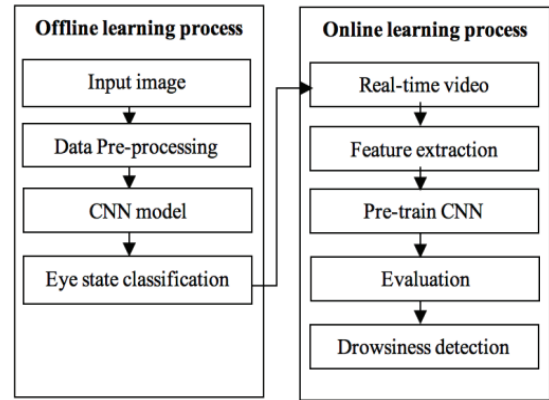 Offline learning process
Input image
Data Pre-processing
CNN model
Eye state classification
Online learning process
Real-time video
Feature extraction
Pre-train CNN
Evaluation
Drowsiness detection